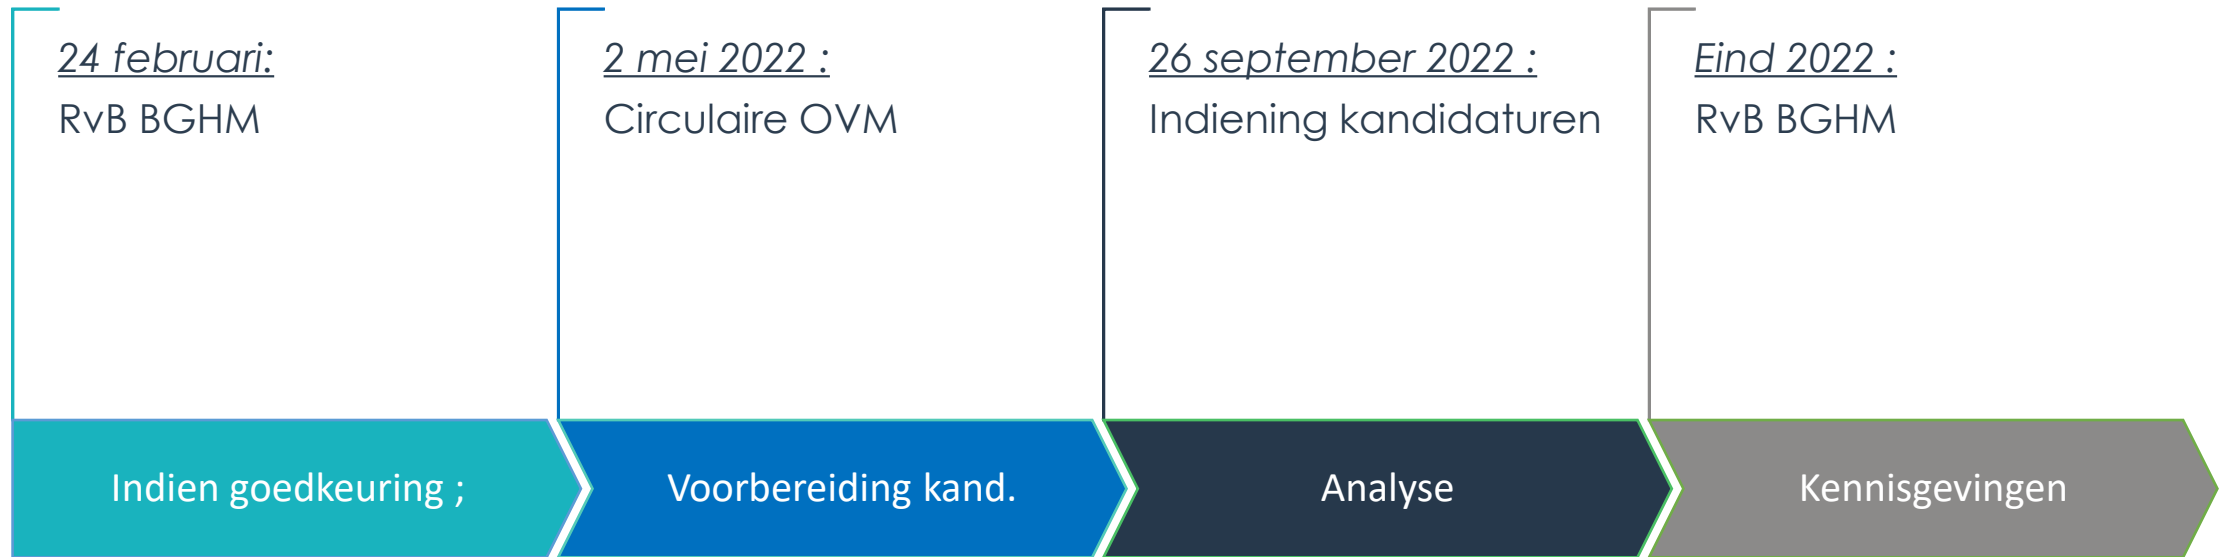 24 februari:
RvB BGHM
2 mei 2022 :
Circulaire OVM
26 september 2022 :
Indiening kandidaturen
Eind 2022 :
RvB BGHM
Indien goedkeuring ;
Voorbereiding kand.
Analyse
Kennisgevingen